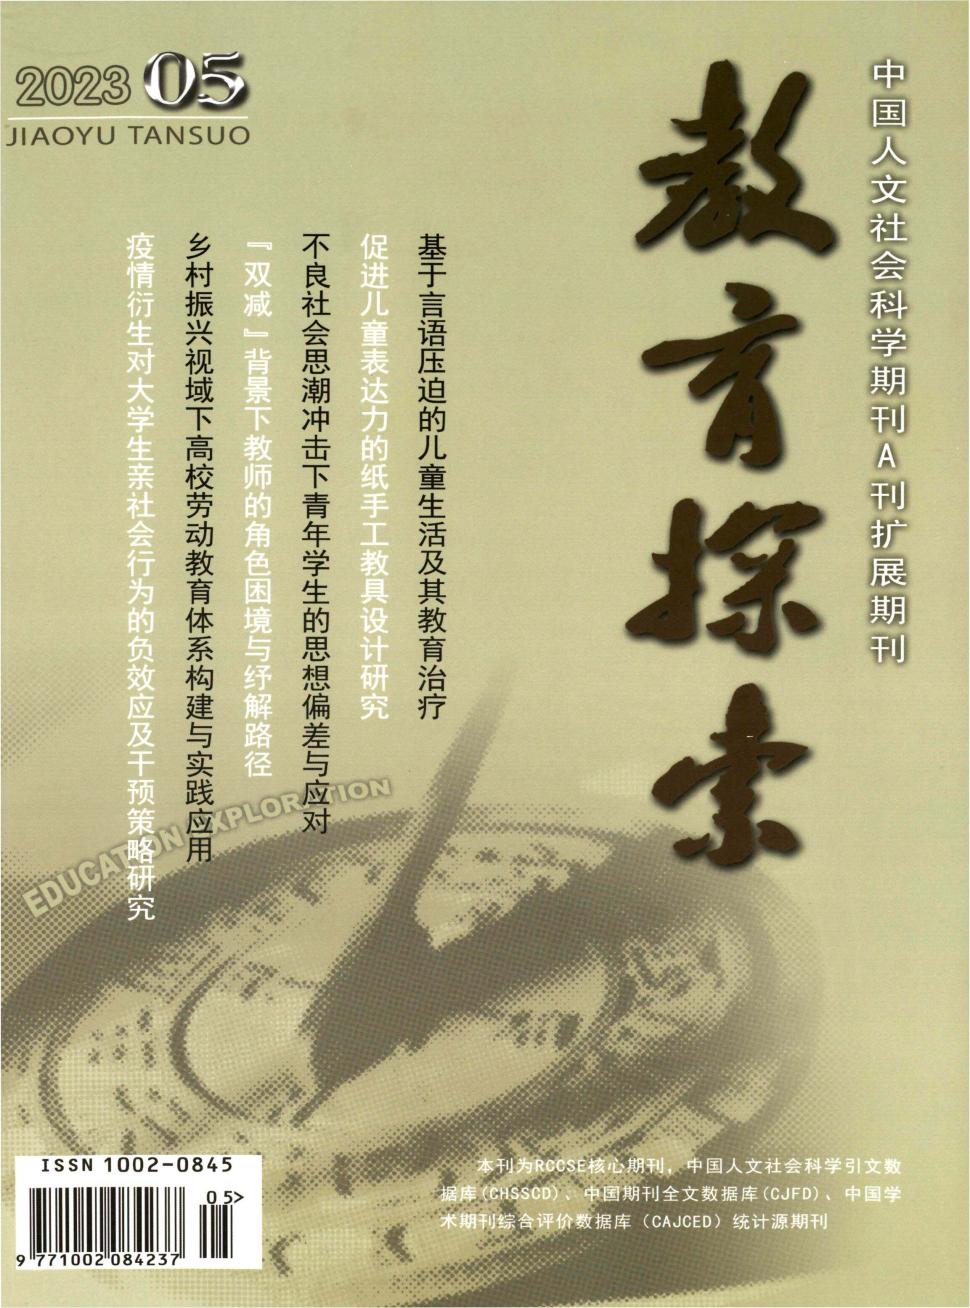 2023 05
JIAOYU TANSUO
中国人文社会科学期刊A刊扩展期刊
教育探索
基于言语压迫的儿童生活及其教育治疗
促进儿童表达力的纸手工教具设计研究
不良社会思潮冲击下青年学生的思想偏差与应对
『双减』背景下教师的角色困境与纾解路径
乡村振兴视域下高校劳动教育体系构建与实践应用
疫情衍生对大学生亲社会行为的负效应及干预策略研究
EDUCATION EXPLORATION
ISSN 1002-0845
05>
9 771002 084237
本刊为RCCSE核心期刊，中国人文社会科学引文数
据库(CHSSCD)、中国期刊全文数据库(CJFD)、中国学
术期刊综合评价数据库（CAJCED）统计源期刊